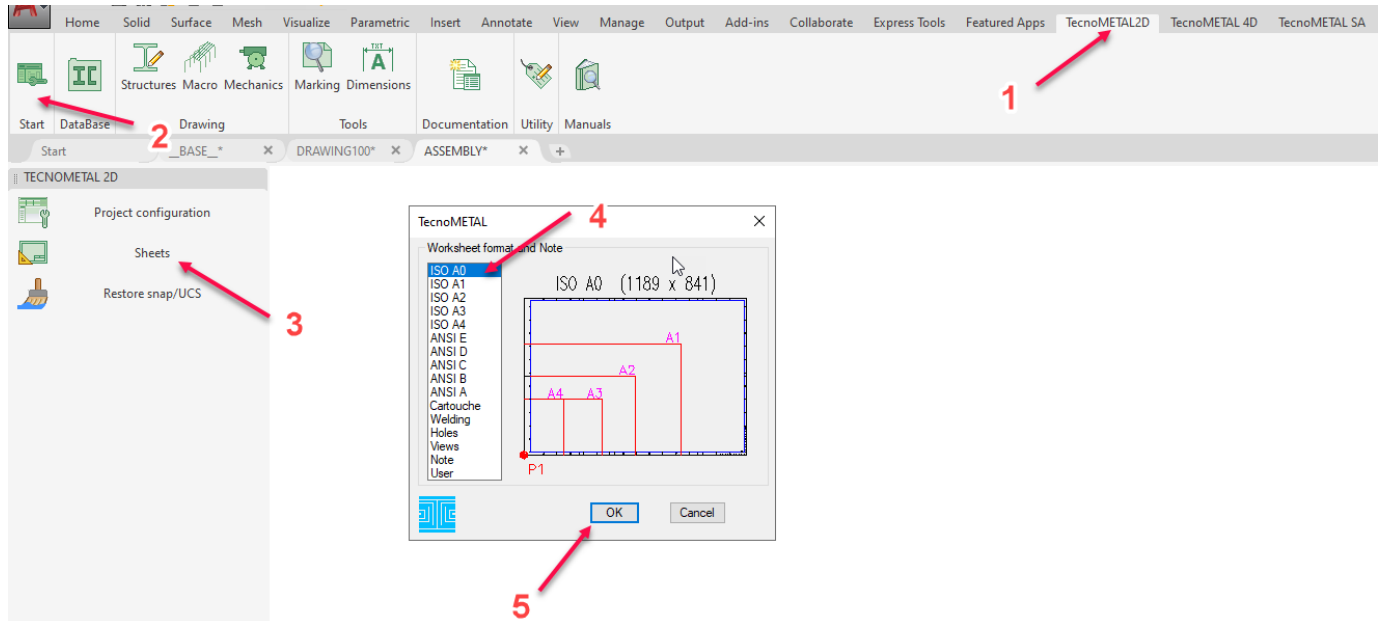 Home Solid Surface Mesh Visualize Parametric Insert Annotate View Manage Output Add-ins Collaborate Express Tools Featured Apps TecnoMETAL2D TecnoMETAL 4D TecnoMETAL SA
TXT
A
Structures Macro Mechanics Marking Dimensions
1
Start DataBase Drawing Tools Documentation Utility Manuals
2
Start _BASE_* DRAWING100* ASSEMBLY*
TECNOMETAL 2D
Project configuration
Sheets
Restore snap/UCS
3
TecnoMETAL
4
Worksheet format and Note
ISO A0
ISO A1
ISO A2
ISO A3
ISO A4
ANSI E
ANSI D
ANSI C
ANSI B
ANSI A
Cartouche
Welding
Holes
Views
Note
User
ISO A0 (1189 x 841)
A1
A2
A4 A3
P1
OK Cancel
5